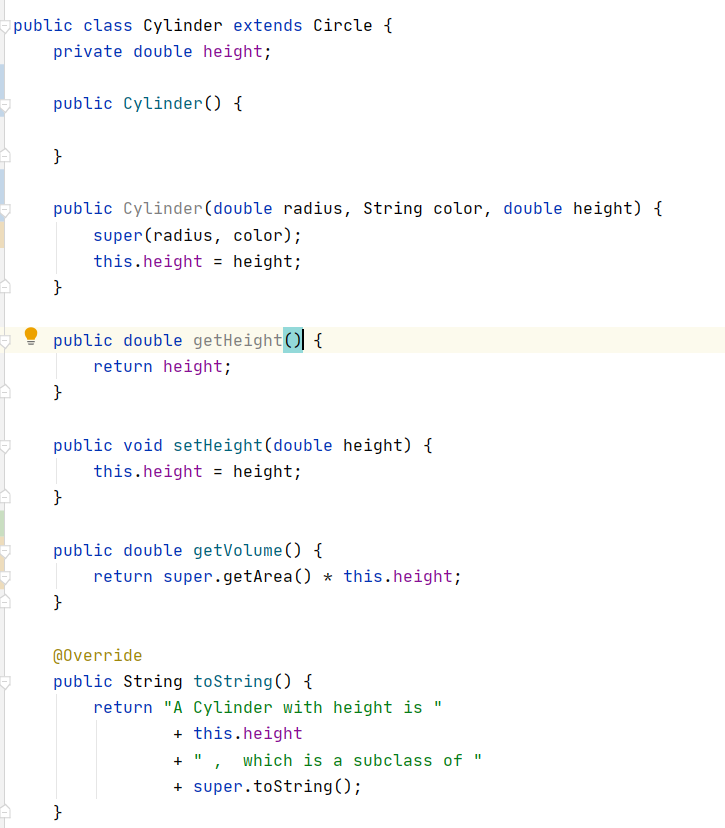 public class Cylinder extends Circle {
    private double height;

    public Cylinder() {

    }

    public Cylinder(double radius, String color, double height) {
        super(radius, color);
        this.height = height;
    }

    public double getHeight() {
        return height;
    }

    public void setHeight(double height) {
        this.height = height;
    }

    public double getVolume() {
        return super.getArea() * this.height;
    }

    @Override
    public String toString() {
        return "A Cylinder with height is "
                + this.height
                + " ,  which is a subclass of "
                + super.toString();
    }